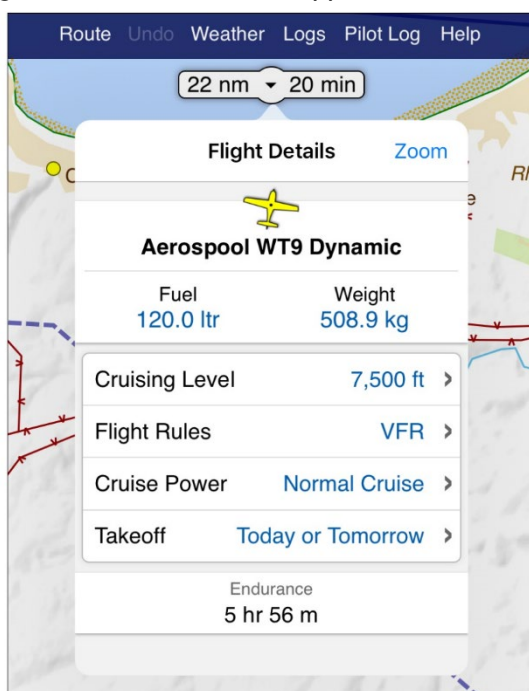 Route Undo Weather Logs Pilot Log Help
22 nm 20 min
Flight Details Zoom
Aerospool WT9 Dynamic
Fuel Weight
120.0 ltr 508.9 kg
Cruising Level 7,500 ft
Flight Rules VFR
Cruise Power Normal Cruise
Takeoff Today or Tomorrow
Endurance
5 hr 56 m